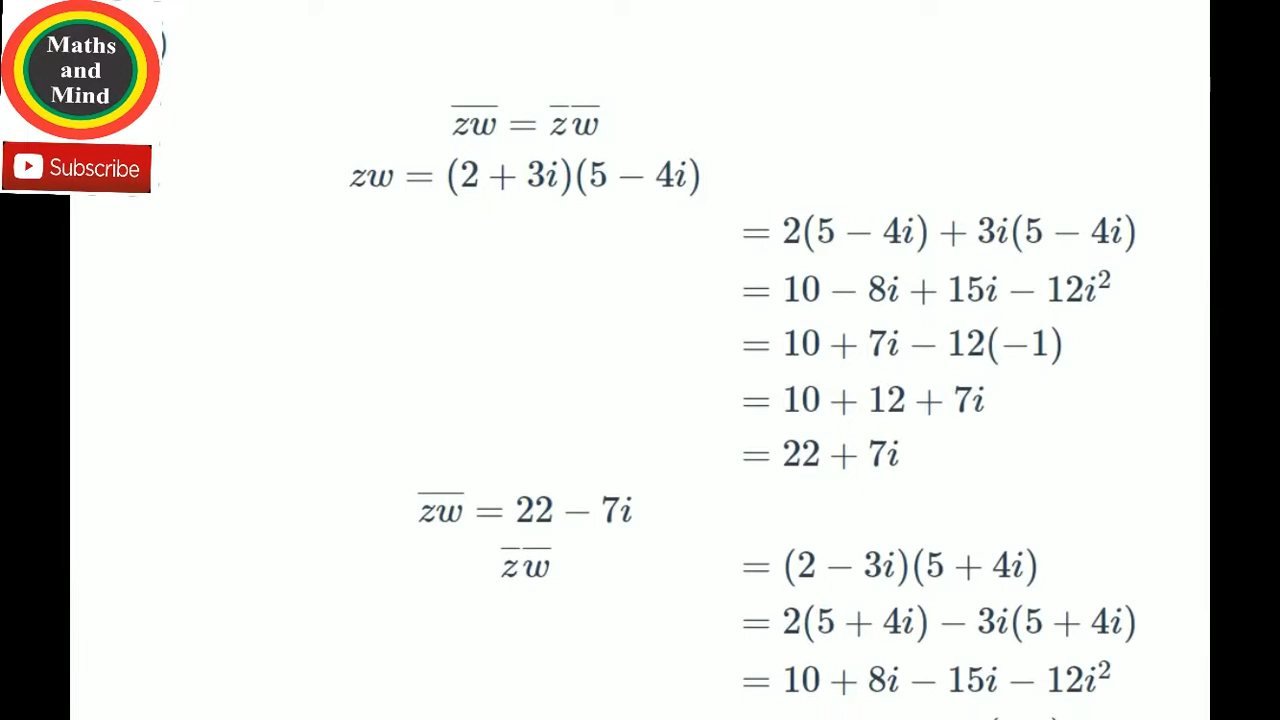 Maths
and
Mind
Subscribe
)
\overline{zw} = \overline{z}\,\overline{w}
zw = (2 + 3i)(5 − 4i)
= 2(5 − 4i) + 3i(5 − 4i)
= 10 − 8i + 15i − 12i²
= 10 + 7i − 12(−1)
= 10 + 12 + 7i
= 22 + 7i
\overline{zw} = 22 − 7i
\overline{z}\,\overline{w} = (2 − 3i)(5 + 4i)
= 2(5 + 4i) − 3i(5 + 4i)
= 10 + 8i − 15i − 12i²